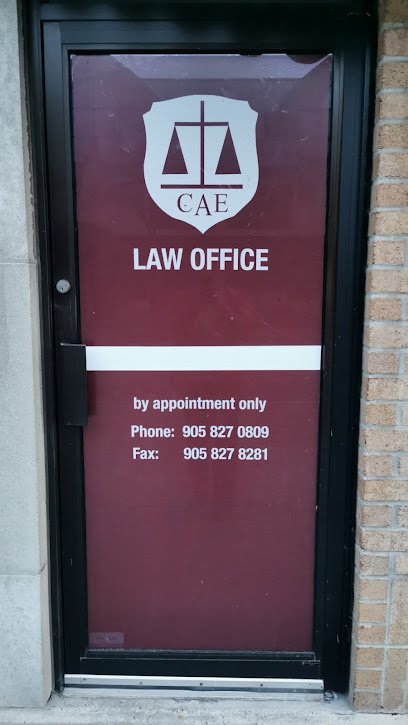 CAE
LAW OFFICE
by appointment only
Phone: 905 827 0809
Fax: 905 827 8281